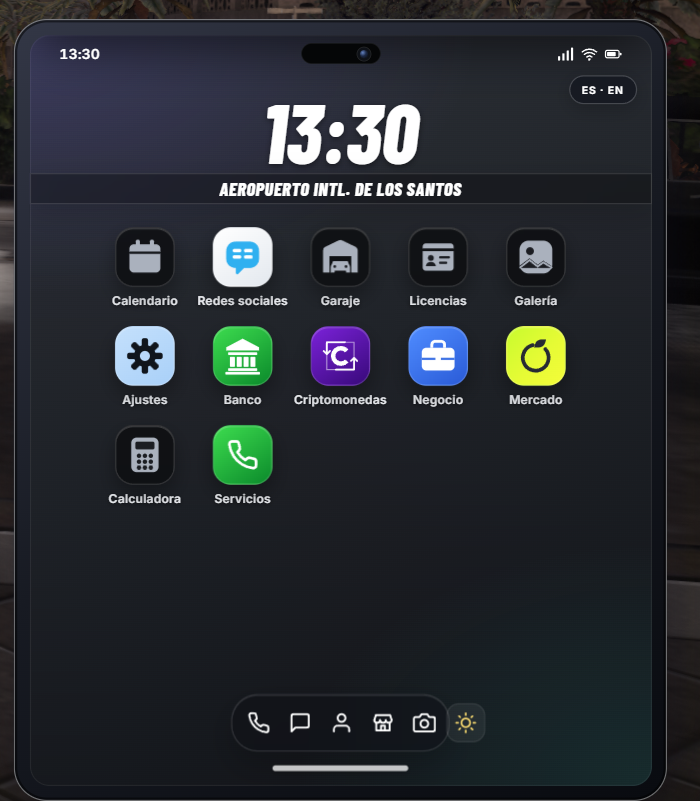 13:30
ES · EN
13:30
AEROPUERTO INTL. DE LOS SANTOS
Calendario
Redes sociales
Garaje
Licencias
Galería
Ajustes
Banco
Criptomonedas
Negocio
Mercado
Calculadora
Servicios